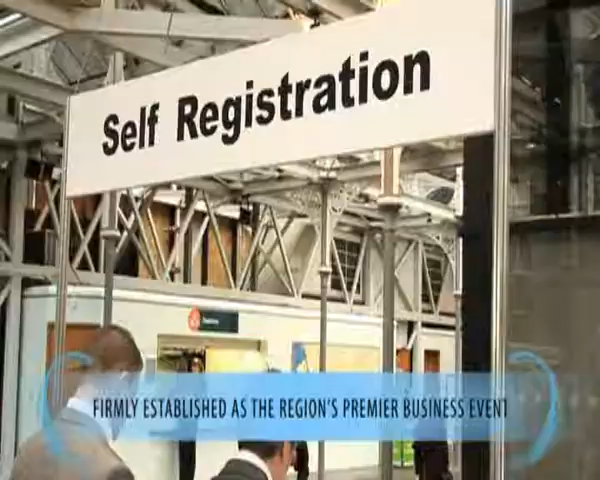 Self Registration
FIRMLY ESTABLISHED AS THE REGION'S PREMIER BUSINESS EVENT